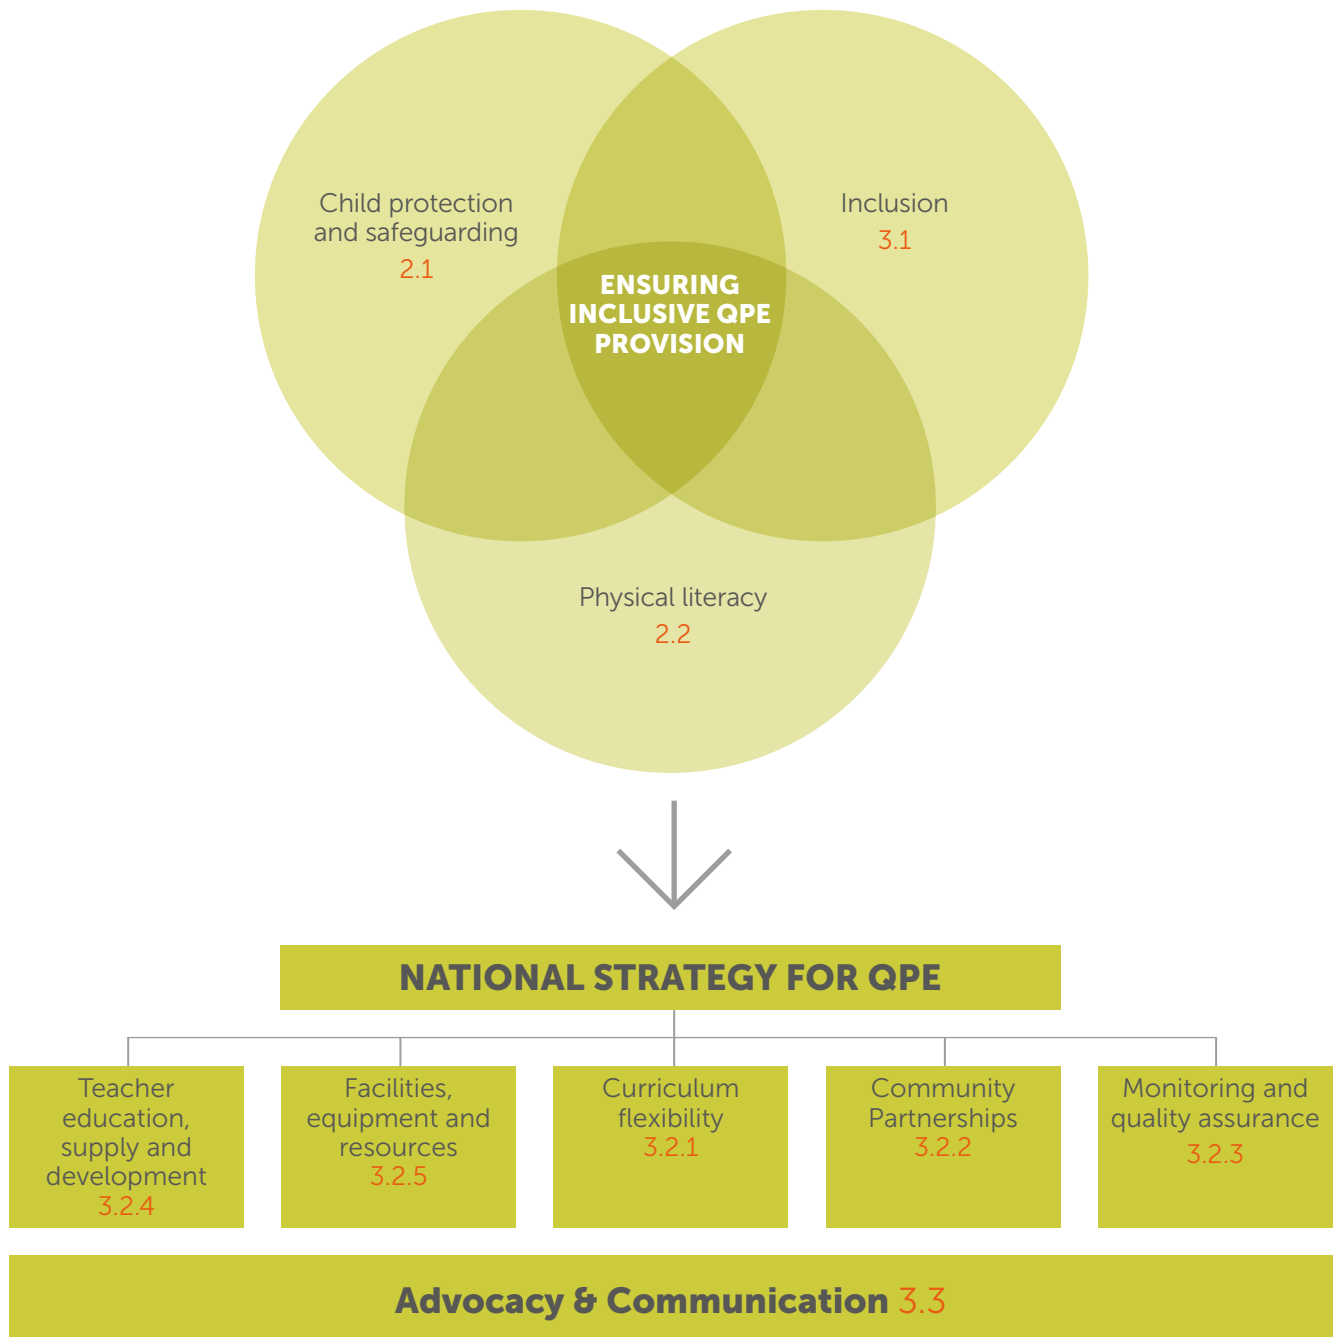 Child protection
and safeguarding
2.1
Inclusion
3.1
ENSURING
INCLUSIVE QPE
PROVISION
Physical literacy
2.2
NATIONAL STRATEGY FOR QPE
Teacher
education,
supply and
development
3.2.4
Facilities,
equipment and
resources
3.2.5
Curriculum
flexibility
3.2.1
Community
Partnerships
3.2.2
Monitoring and
quality assurance
3.2.3
Advocacy & Communication 3.3